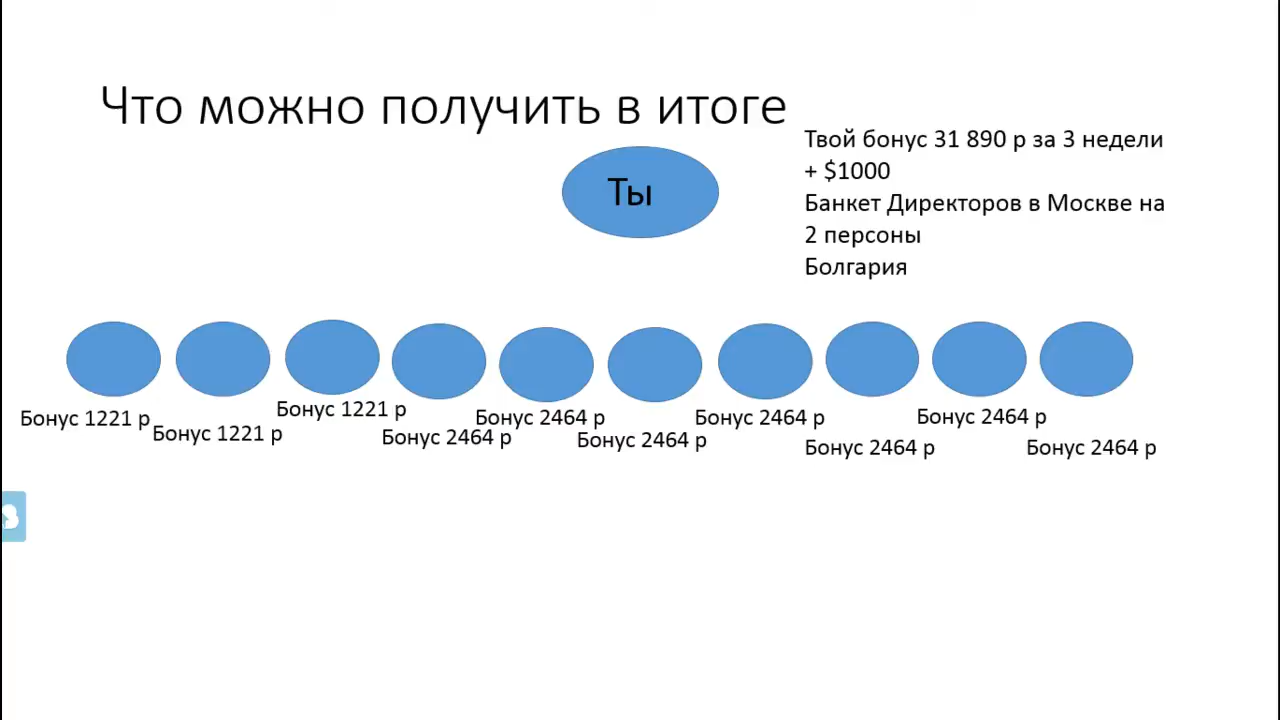 Что можно получить в итоге
Твой бонус 31 890 р за 3 недели
+ $1000
Банкет Директоров в Москве на
2 персоны
Болгария
Ты
Бонус 1221 р
Бонус 1221 р
Бонус 1221 р
Бонус 2464 р
Бонус 2464 р
Бонус 2464 р
Бонус 2464 р
Бонус 2464 р
Бонус 2464 р
Бонус 2464 р